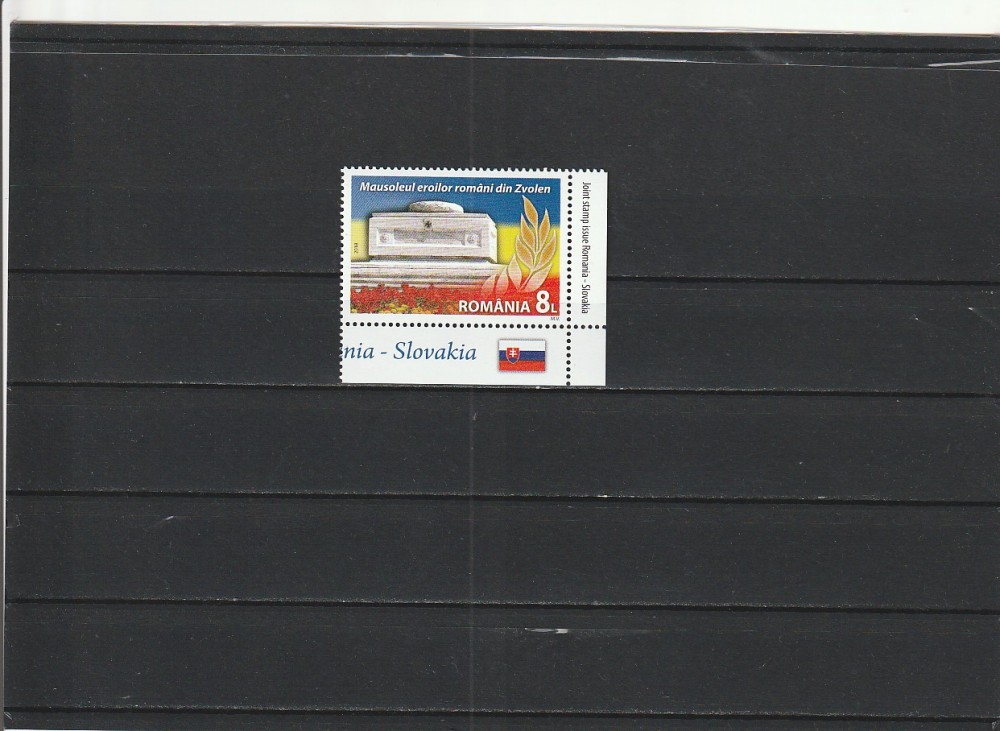 Mausoleul eroilor români din Zvolen
ROMÂNIA 8L
nia - Slovakia
Joint stamp issue Romania - Slovakia